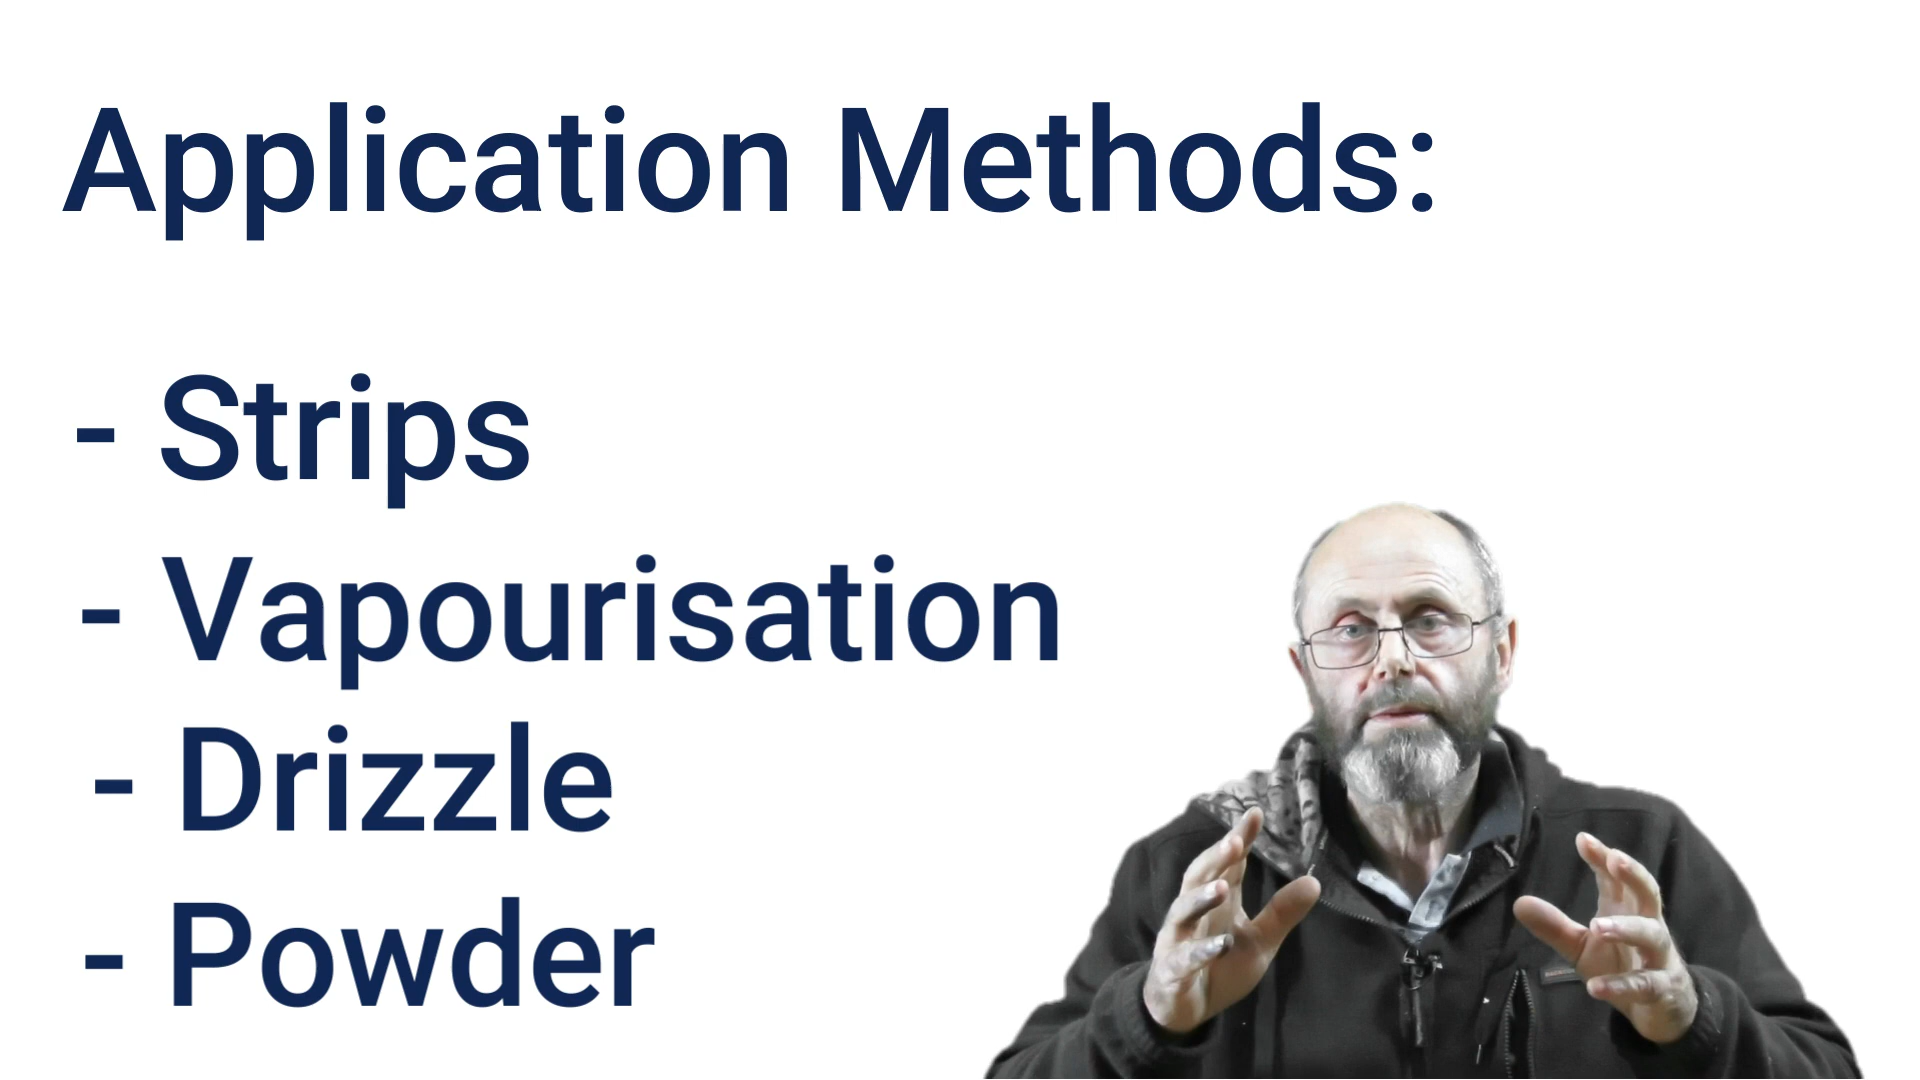 Application Methods:
- Strips
- Vapourisation
- Drizzle
- Powder